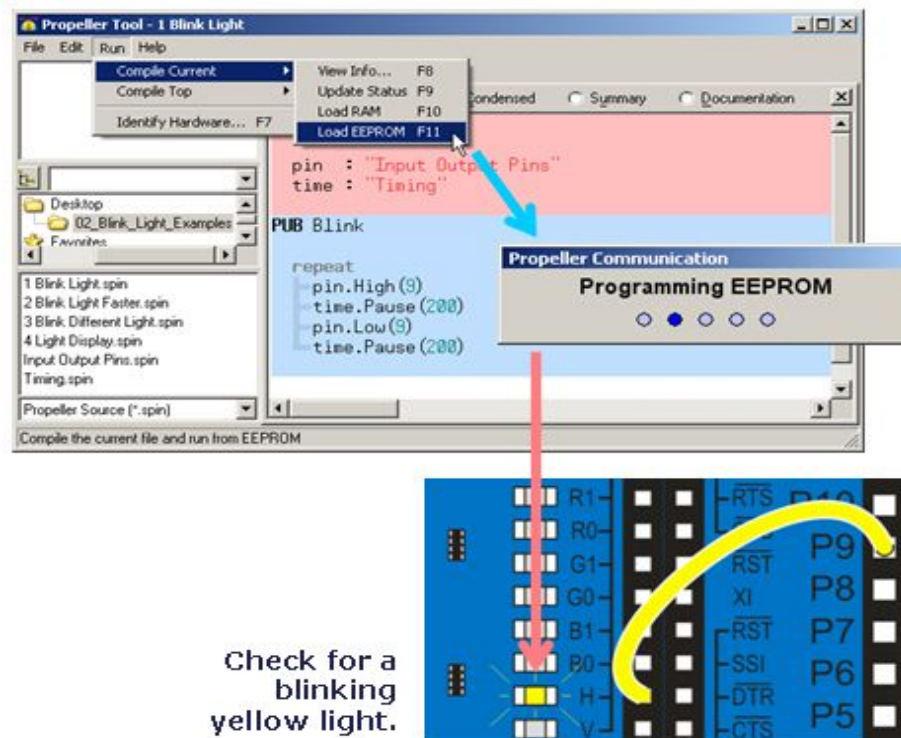 Propeller Tool - 1 Blink Light
File Edit Run Help
Compile Current
Compile Top
Identify Hardware... F7
View Info... F8
Update Status F9
Load RAM F10
Load EEPROM F11
Condensed Summary Documentation
pin : "Input Output Pins"
time : "Timing"
PUB Blink
repeat
pin.High(9)
time.Pause(200)
pin.Low(9)
time.Pause(200)
Desktop
02_Blink_Light_Examples
Favorites
1 Blink Light.spin
2 Blink Light Faster.spin
3 Blink Different Light.spin
4 Light Display.spin
Input Output Pins.spin
Timing.spin
Propeller Source (*.spin)
Compile the current file and run from EEPROM
Propeller Communication
Programming EEPROM
R1 RTS P10
R0 P9
G1 RST
G0 XI P8
B1 RST P7
B0 SSI P6
H DTR
V CTS P5
Check for a
blinking
yellow light.